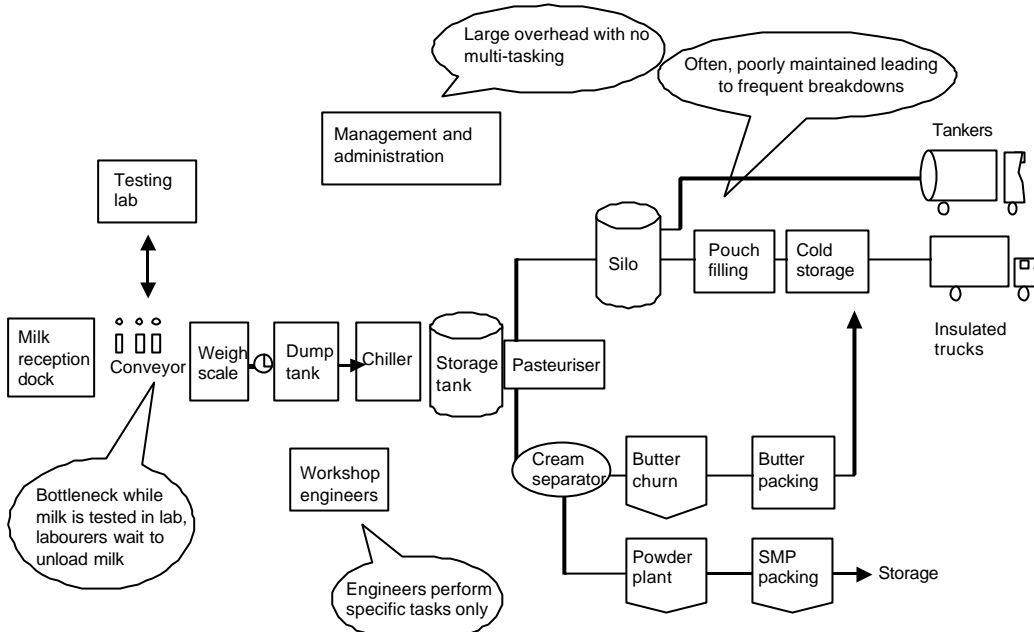 Large overhead with no
multi-tasking
Often, poorly maintained leading
to frequent breakdowns
Management and
administration
Tankers
Testing
lab
Silo
Pouch
filling
Cold
storage
Insulated
trucks
Milk
reception
dock
Conveyor
Weigh
scale
Dump
tank
Chiller
Storage
tank
Pasteuriser
Bottleneck while
milk is tested in lab,
labourers wait to
unload milk
Workshop
engineers
Engineers perform
specific tasks only
Cream
separator
Butter
churn
Butter
packing
Powder
plant
SMP
packing
Storage